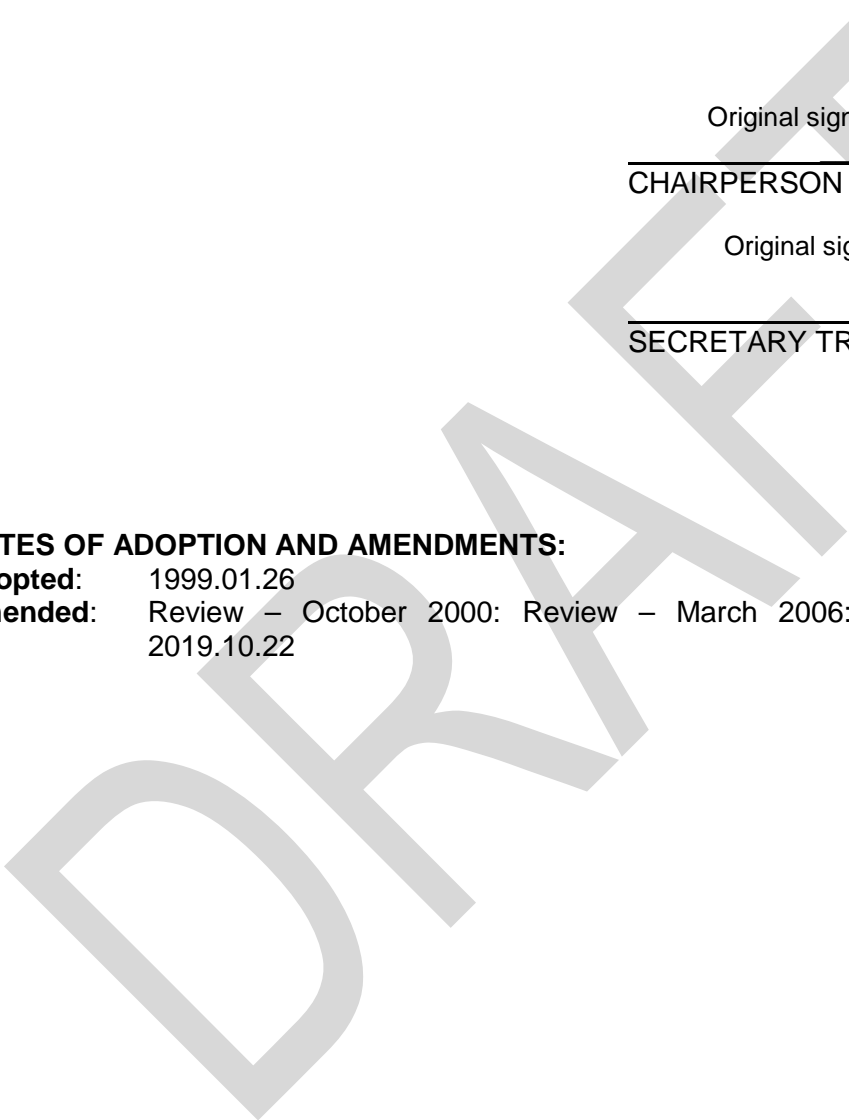 Original sign
CHAIRPERSON
Original sig
SECRETARY TR
TES OF ADOPTION AND AMENDMENTS:
opted: 1999.01.26
ended: Review – October 2000: Review – March 2006:
2019.10.22
DRAFT